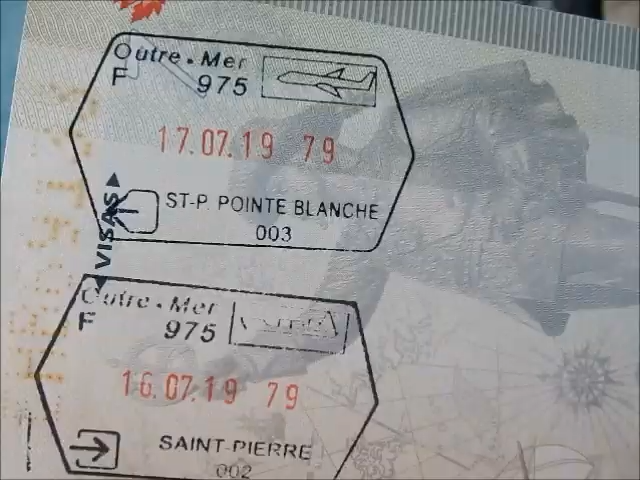 Outre.Mer
F 975
17.07.19 79
ST-P. POINTE BLANCHE
003
VISAS
Outre.Mer
F 975
16.07.19 79
SAINT-PIERRE
002